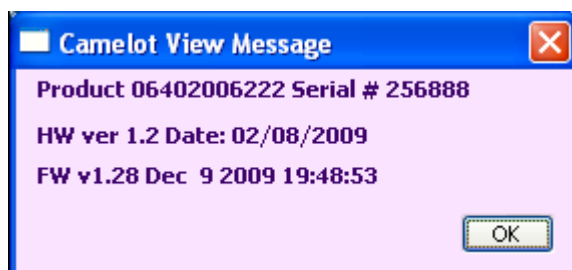 Camelot View Message
Product 06402006222 Serial # 256888
HW ver 1.2 Date: 02/08/2009
FW v1.28 Dec  9 2009 19:48:53
OK